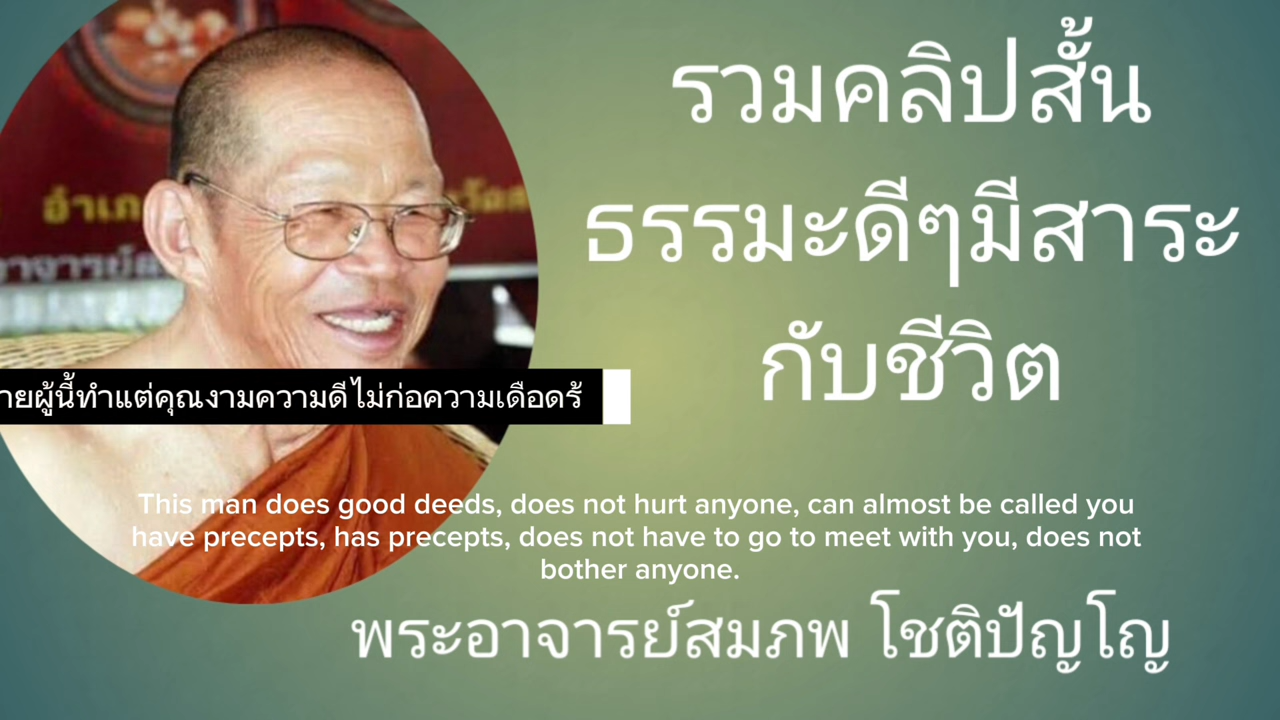 รวมคลิปสั้น
ธรรมะดีๆมีสาระ
กับชีวิต
อำเภ
ายผู้นี้ทำแต่คุณงามความดี ไม่ก่อความเดือดร้
This man does good deeds, does not hurt anyone, can almost be called you
have precepts, has precepts, does not have to go to meet with you, does not
bother anyone.
พระอาจารย์สมภพ โชติปัญโญ